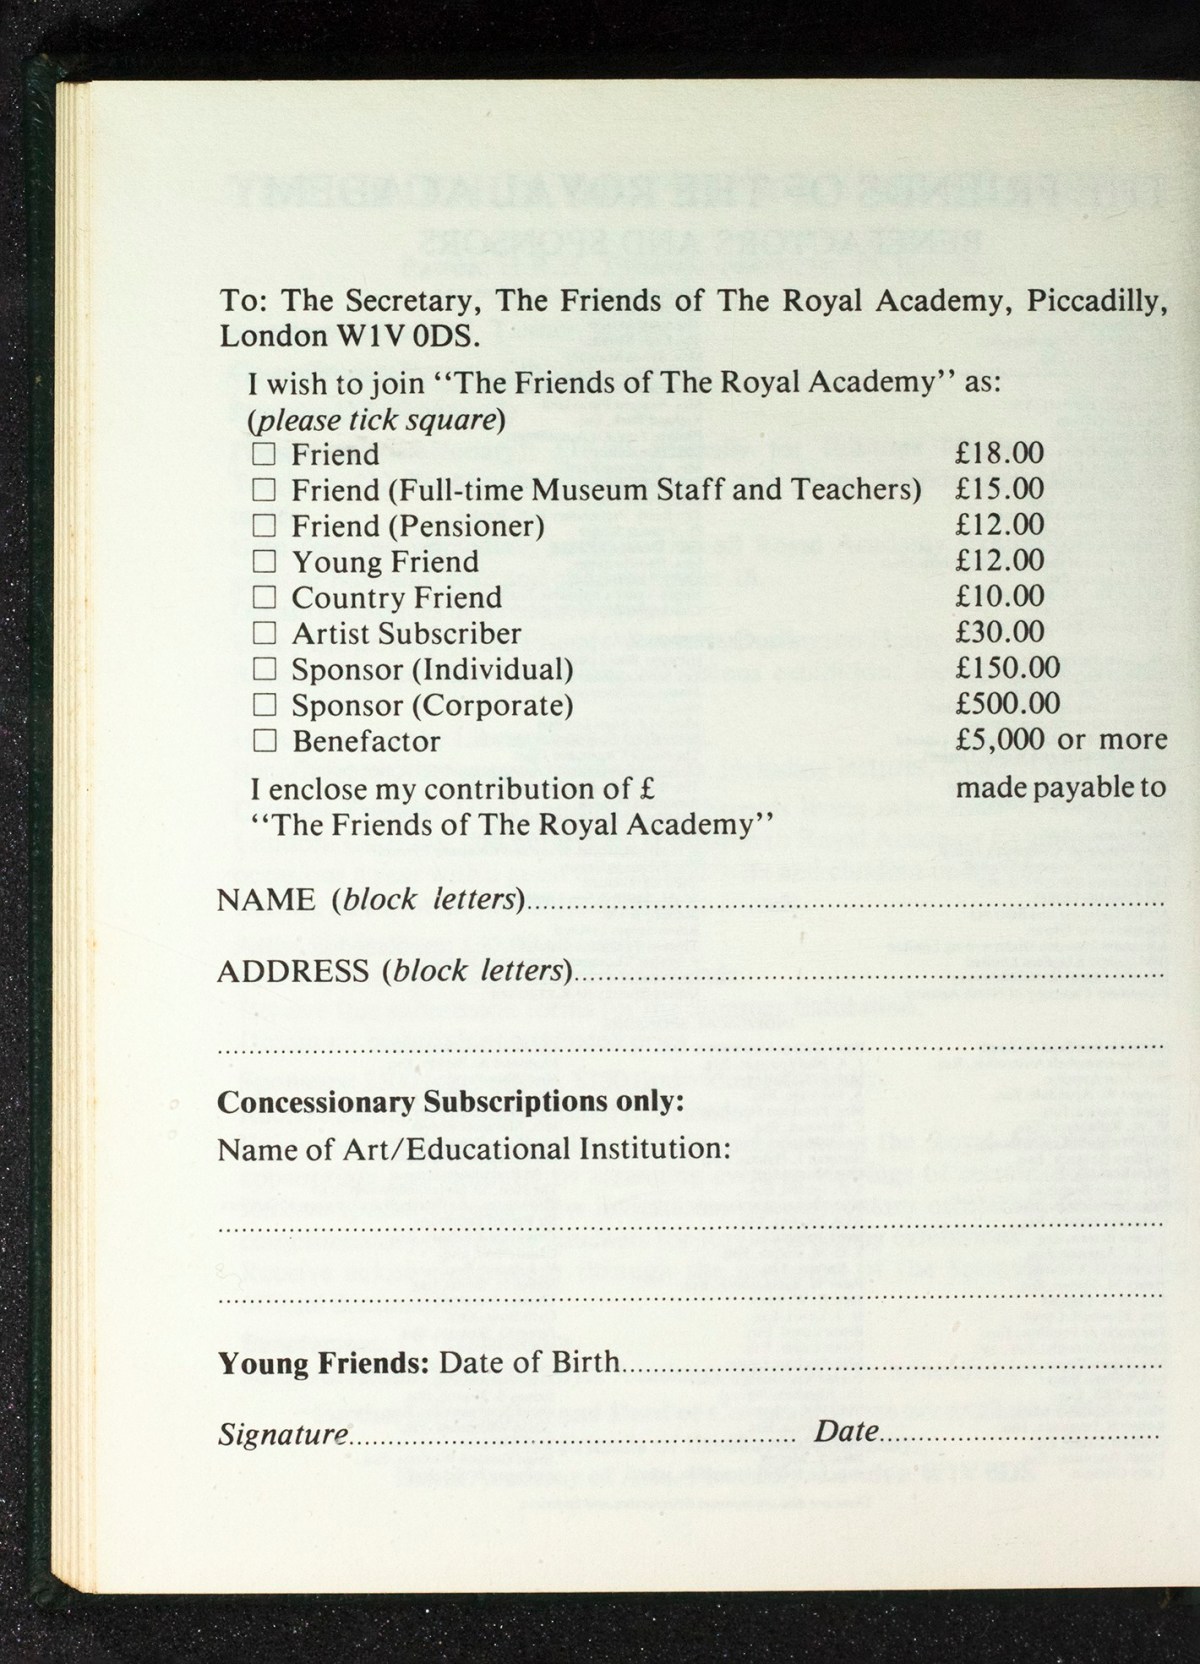 To: The Secretary, The Friends of The Royal Academy, Piccadilly,
London W1V 0DS.
I wish to join “The Friends of The Royal Academy” as:
(please tick square)
☐ Friend £18.00
☐ Friend (Full-time Museum Staff and Teachers) £15.00
☐ Friend (Pensioner) £12.00
☐ Young Friend £12.00
☐ Country Friend £10.00
☐ Artist Subscriber £30.00
☐ Sponsor (Individual) £150.00
☐ Sponsor (Corporate) £500.00
☐ Benefactor £5,000 or more
I enclose my contribution of £ made payable to
“The Friends of The Royal Academy”
NAME (block letters)
ADDRESS (block letters)
Concessionary Subscriptions only:
Name of Art/Educational Institution:
Young Friends: Date of Birth
Signature Date